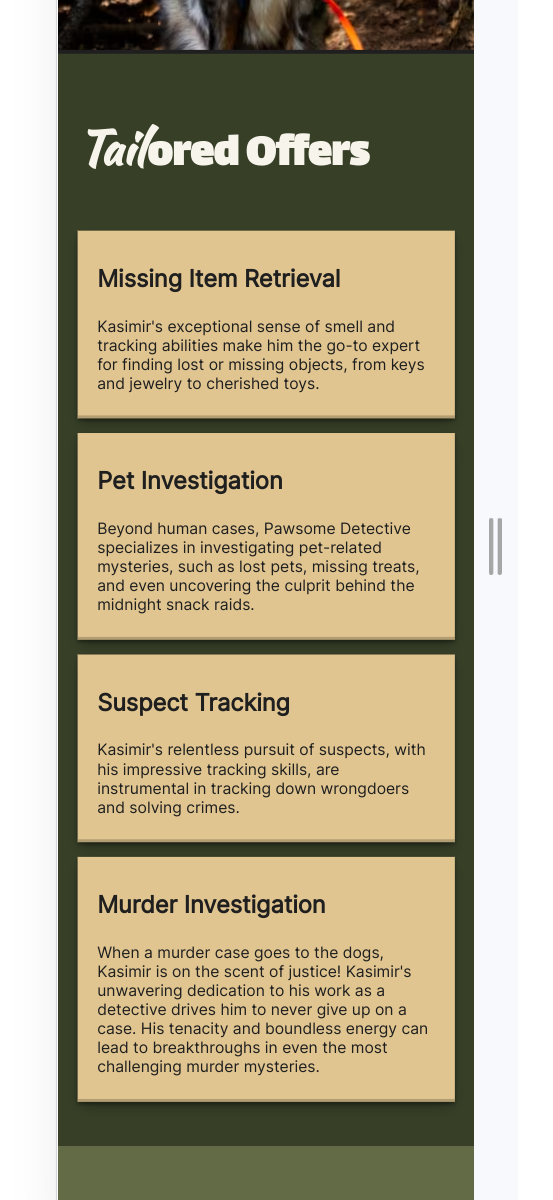 Tailored Offers
Missing Item Retrieval
Kasimir's exceptional sense of smell and
tracking abilities make him the go-to expert
for finding lost or missing objects, from keys
and jewelry to cherished toys.
Pet Investigation
Beyond human cases, Pawsome Detective
specializes in investigating pet-related
mysteries, such as lost pets, missing treats,
and even uncovering the culprit behind the
midnight snack raids.
Suspect Tracking
Kasimir's relentless pursuit of suspects, with
his impressive tracking skills, are
instrumental in tracking down wrongdoers
and solving crimes.
Murder Investigation
When a murder case goes to the dogs,
Kasimir is on the scent of justice! Kasimir's
unwavering dedication to his work as a
detective drives him to never give up on a
case. His tenacity and boundless energy can
lead to breakthroughs in even the most
challenging murder mysteries.